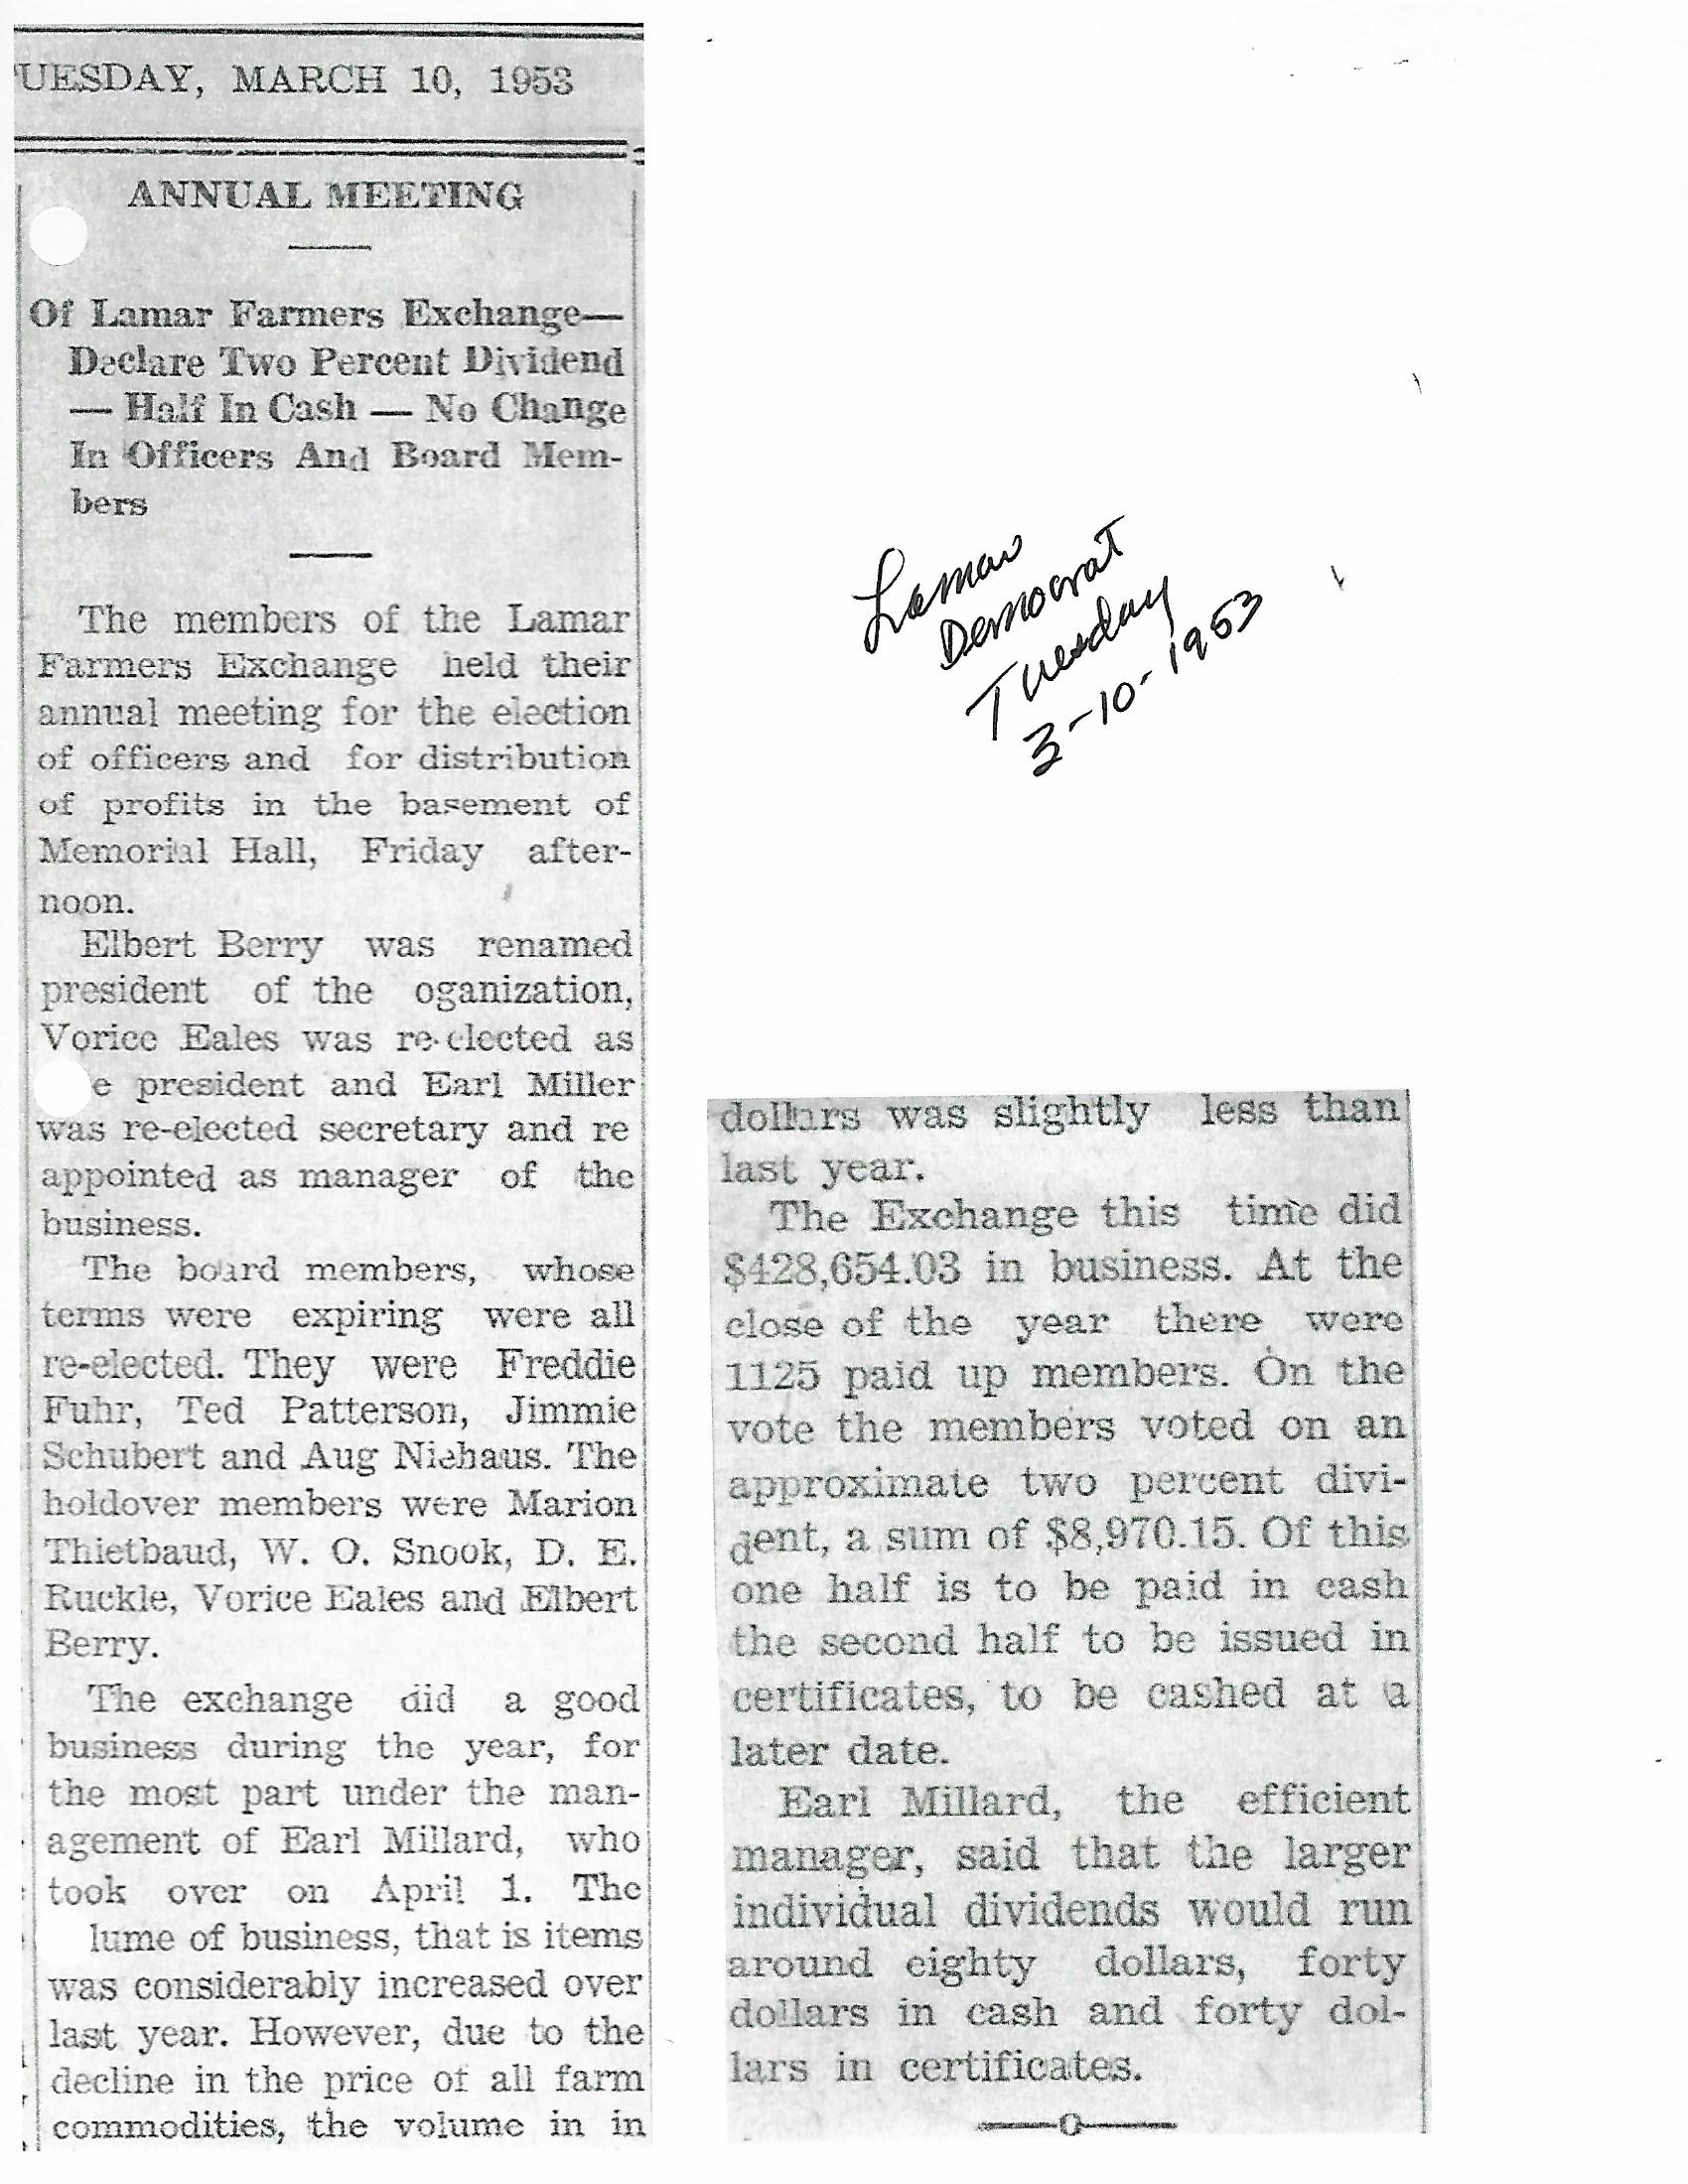 UESDAY, MARCH 10, 1953
ANNUAL MEETING
Of Lamar Farmers Exchange—
Declare Two Percent Dividend
— Half In Cash — No Change
In Officers And Board Mem-
bers
The members of the Lamar
Farmers Exchange held their
annual meeting for the election
of officers and for distribution
of profits in the basement of
Memorial Hall, Friday after-
noon.
Elbert Berry was renamed
president of the oganization,
Vorice Eales was re-elected as
e president and Earl Miller
was re-elected secretary and re
appointed as manager of the
business.
The board members, whose
terms were expiring were all
re-elected. They were Freddie
Fuhr, Ted Patterson, Jimmie
Schubert and Aug Niehaus. The
holdover members were Marion
Thietbaud, W. O. Snook, D. E.
Ruckle, Vorice Eales and Elbert
Berry.
The exchange did a good
business during the year, for
the most part under the man-
agement of Earl Millard, who
took over on April 1. The
lume of business, that is items
was considerably increased over
last year. However, due to the
decline in the price of all farm
commodities, the volume in in
dollars was slightly less than
last year.
The Exchange this time did
$428,654.03 in business. At the
close of the year there were
1125 paid up members. On the
vote the members voted on an
approximate two percent divi-
dent, a sum of $8,970.15. Of this
one half is to be paid in cash
the second half to be issued in
certificates, to be cashed at a
later date.
Earl Millard, the efficient
manager, said that the larger
individual dividends would run
around eighty dollars, forty
dollars in cash and forty dol-
lars in certificates.
Lamar
Democrat
Tuesday
3-10-1953